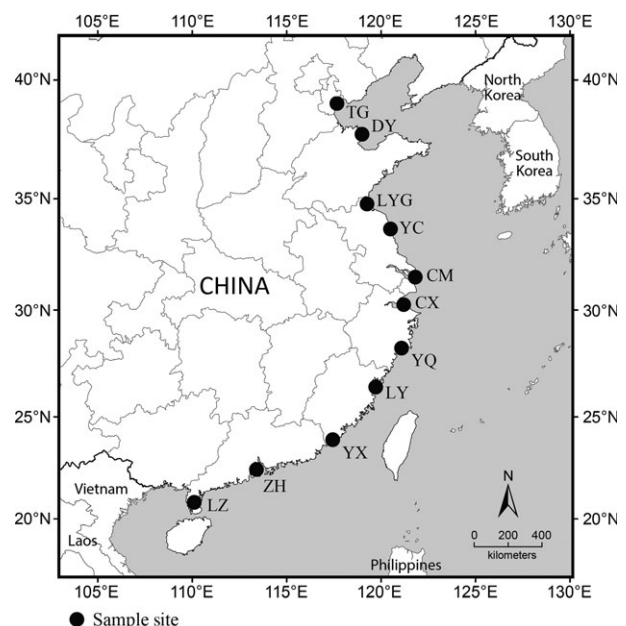 105°E 110°E 115°E 120°E 125°E 130°E
40°N 40°N
North
Korea
TG
DY
South
Korea
35°N LYG 35°N
YC
CHINA
CM
30°N CX 30°N
YQ
LY
25°N 25°N
YX
N
ZH
Vietnam
LZ
20°N 20°N
0 200 400
kilometers
Laos
Philippines
105°E 110°E 115°E 120°E 125°E 130°E
Sample site